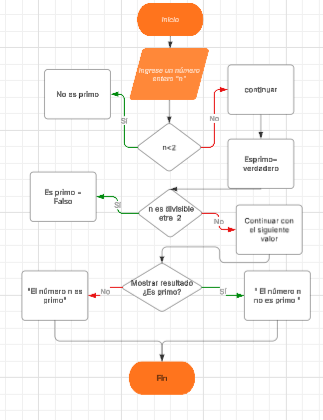 Inicio
Ingrese un número
entero "n"
No es primo
continuar
Sí
No
n<2
Esprimo=
verdadero
Es primo =
Falso
Sí
n es divisible
etre 2
No
Continuar con
el siguiente
valor
Mostrar resultado
¿Es primo?
"El número n es
primo"
No
Sí
" El número n
no es primo "
Fin